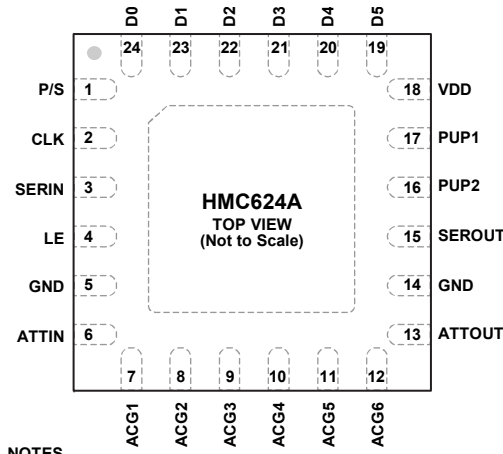 D0
D1
D2
D3
D4
D5
24
23
22
21
20
19
P/S 1
18 VDD
CLK 2
17 PUP1
SERIN 3
16 PUP2
HMC624A
TOP VIEW
(Not to Scale)
LE 4
15 SEROUT
GND 5
14 GND
ATTIN 6
13 ATTOUT
7
8
9
10
11
12
ACG1
ACG2
ACG3
ACG4
ACG5
ACG6
NOTES